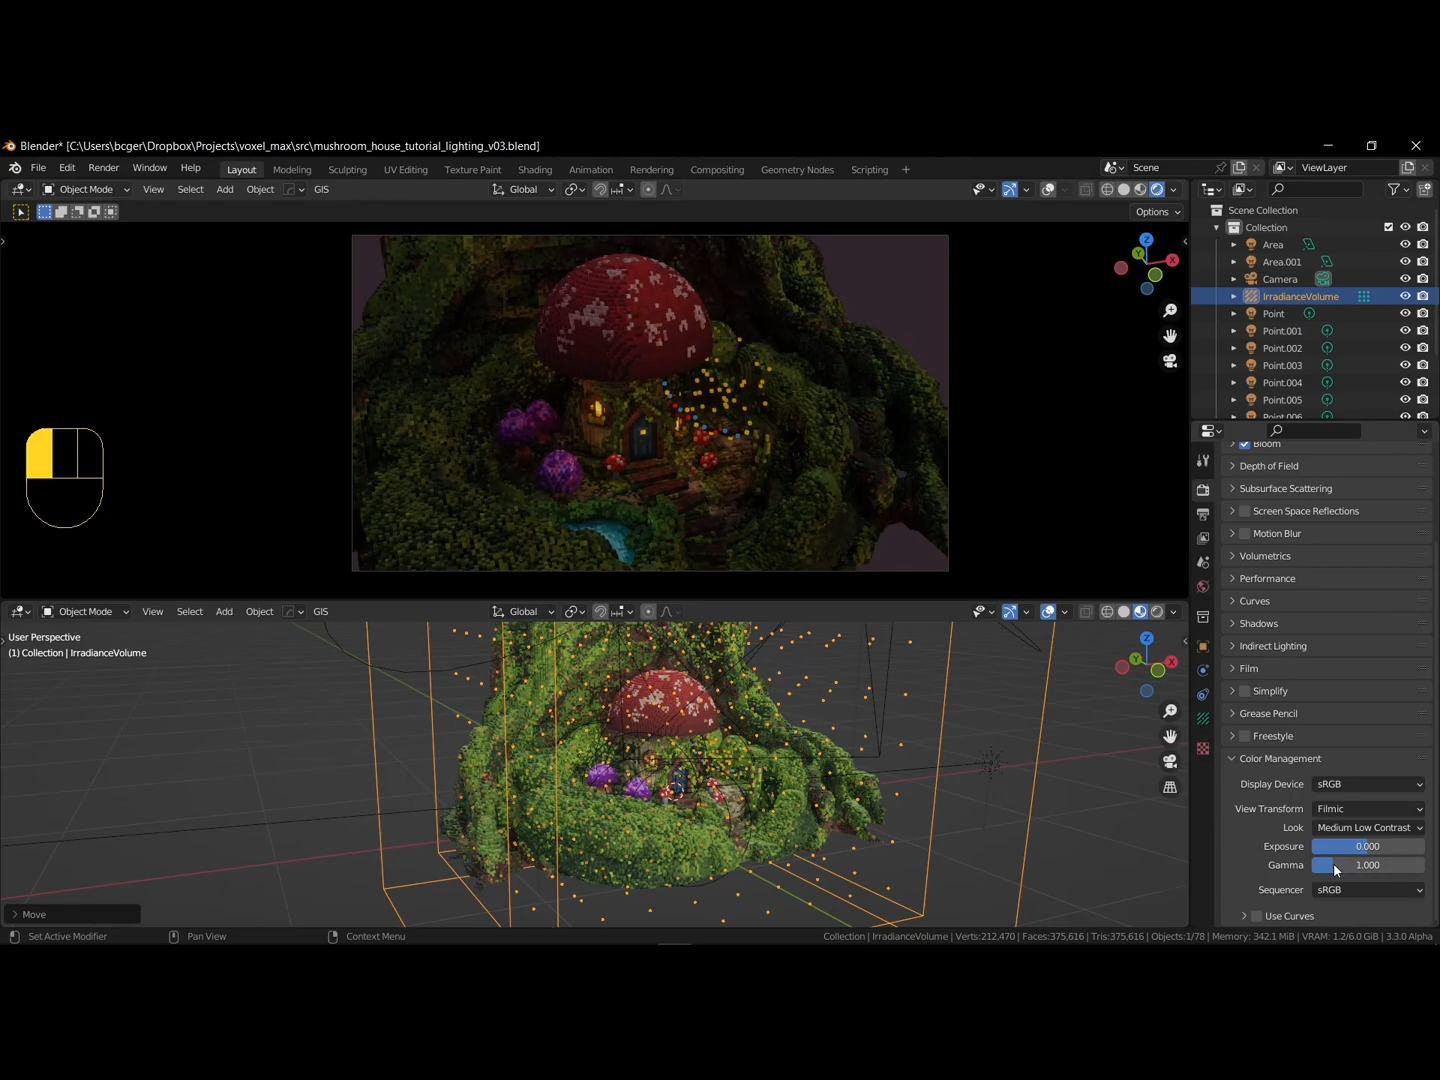 Blender* [C:\Users\bcger\Dropbox\Projects\voxel_max\src\mushroom_house_tutorial_lighting_v03.blend]
File Edit Render Window Help Layout Modeling Sculpting UV Editing Texture Paint Shading Animation Rendering Compositing Geometry Nodes Scripting + Scene ViewLayer
Object Mode View Select Add Object GIS Global
Options
Z
Y
X
Scene Collection
Collection
Area
Area.001
Camera
IrradianceVolume
Point
Point.001
Point.002
Point.003
Point.004
Point.005
Point.006
Bloom
Depth of Field
Subsurface Scattering
Screen Space Reflections
Motion Blur
Volumetrics
Performance
Curves
Shadows
Indirect Lighting
Film
Simplify
Grease Pencil
Freestyle
Color Management
Display Device sRGB
View Transform Filmic
Look Medium Low Contrast
Exposure 0.000
Gamma 1.000
Sequencer sRGB
Use Curves
Object Mode View Select Add Object GIS Global
User Perspective
(1) Collection | IrradianceVolume
Z
Y
X
Move
Set Active Modifier Pan View Context Menu Collection | IrradianceVolume | Verts:212,470 | Faces:375,616 | Tris:375,616 | Objects:1/78 | Memory: 342.1 MiB | VRAM: 1.2/6.0 GiB | 3.3.0 Alpha